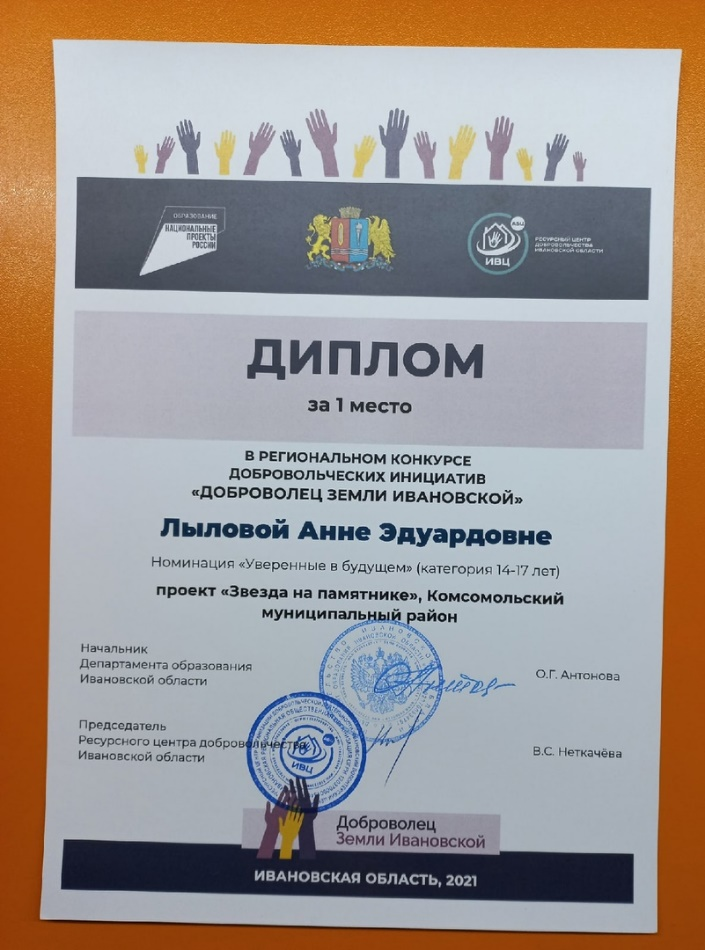 ОБРАЗОВАНИЕ
НАЦИОНАЛЬНЫЕ
ПРОЕКТЫ
РОССИИ
ИВЦ
РЕСУРСНЫЙ ЦЕНТР
ДОБРОВОЛЬЧЕСТВА
ИВАНОВСКОЙ ОБЛАСТИ
ДИПЛОМ
за 1 место
В РЕГИОНАЛЬНОМ КОНКУРСЕ
ДОБРОВОЛЬЧЕСКИХ ИНИЦИАТИВ
«ДОБРОВОЛЕЦ ЗЕМЛИ ИВАНОВСКОЙ»
Лыловой Анне Эдуардовне
Номинация «Уверенные в будущем» (категория 14-17 лет)
проект «Звезда на памятнике», Комсомольский
муниципальный район
Начальник
Департамента образования
Ивановской области
О.Г. Антонова
Председатель
Ресурсного центра добровольчества
Ивановской области
В.С. Неткачёва
ИВЦ
Доброволец
Земли Ивановской
ИВАНОВСКАЯ ОБЛАСТЬ, 2021